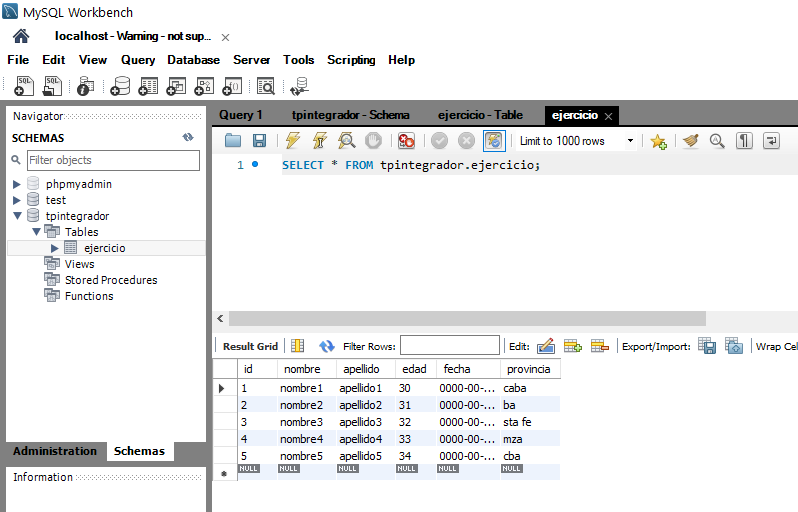 MySQL Workbench
localhost - Warning - not sup...
File Edit View Query Database Server Tools Scripting Help
Navigator
SCHEMAS
Filter objects
phpmyadmin
test
tpintegrador
Tables
ejercicio
Views
Stored Procedures
Functions
Administration Schemas
Information
Query 1 tpintegrador - Schema ejercicio - Table ejercicio
Limit to 1000 rows
1 SELECT * FROM tpintegrador.ejercicio;
Result Grid Filter Rows: Edit: Export/Import: Wrap Cel
id nombre apellido edad fecha provincia
1 nombre1 apellido1 30 0000-00-... caba
2 nombre2 apellido2 31 0000-00-... ba
3 nombre3 apellido3 32 0000-00-... sta fe
4 nombre4 apellido4 33 0000-00-... mza
5 nombre5 apellido5 34 0000-00-... cba
NULL NULL NULL NULL NULL NULL